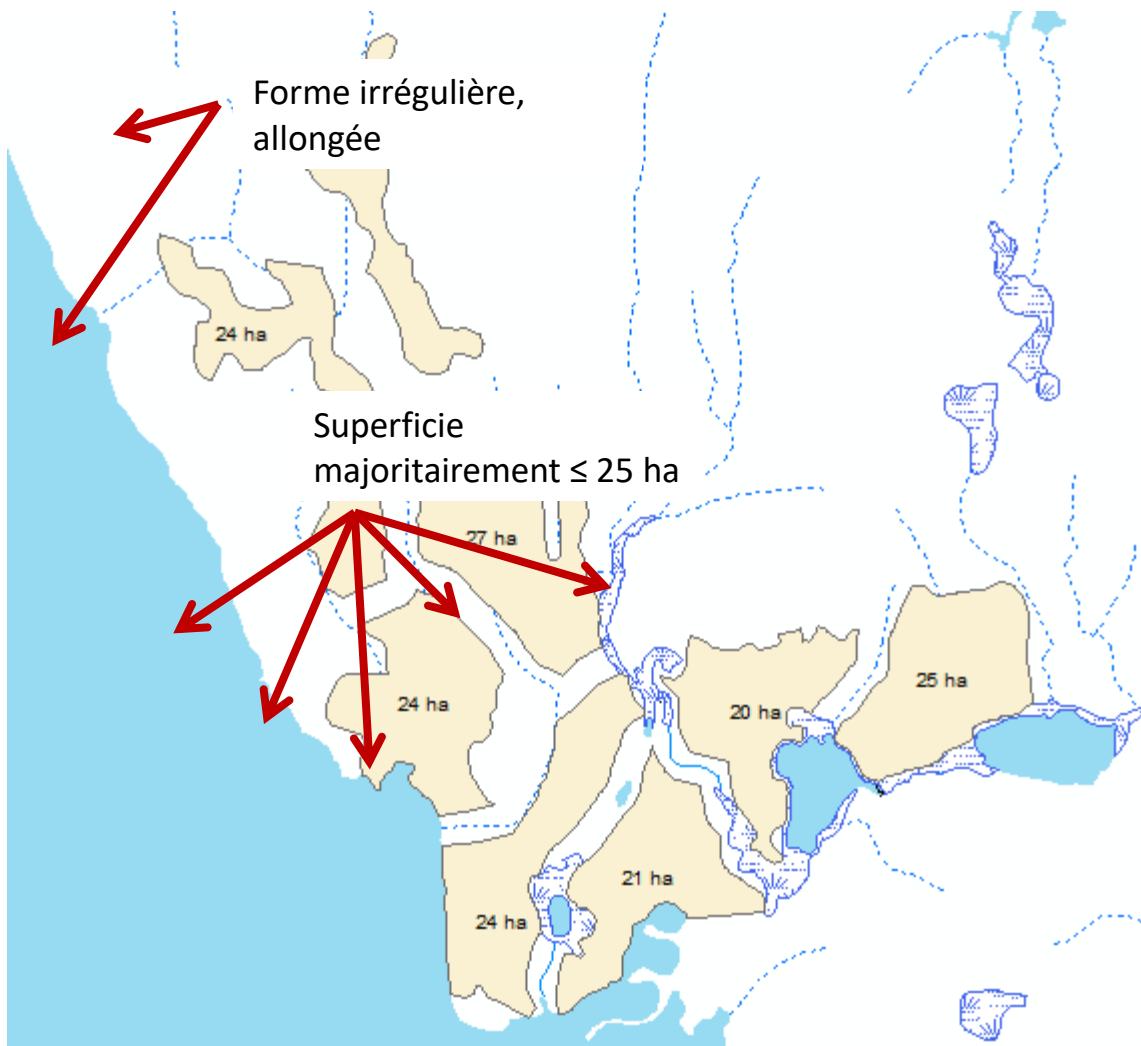 Forme irrégulière,
allongée
24 ha
Superficie
majoritairement ≤ 25 ha
27 ha
25 ha
24 ha
20 ha
21 ha
24 ha